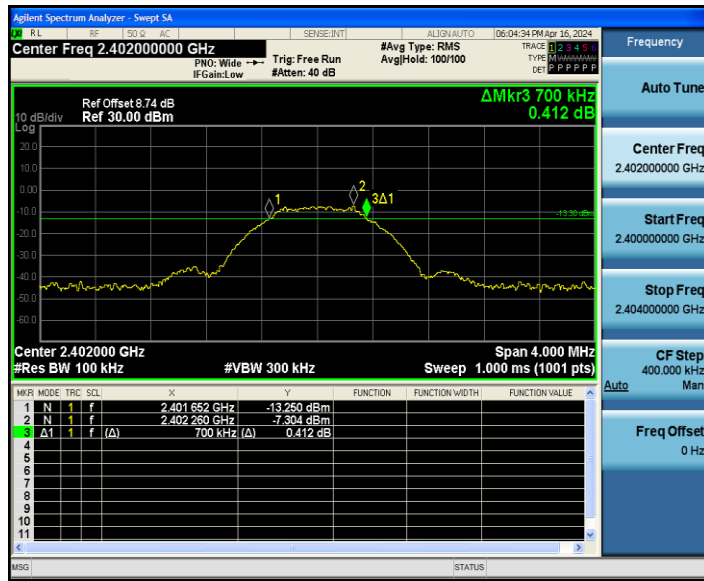 Agilent Spectrum Analyzer - Swept SA
RL RF 50 Ω AC SENSE:INT ALIGNAUTO 06:04:34 PM Apr 16, 2024
Center Freq 2.402000000 GHz #Avg Type: RMS TRACE 1 2 3 4 5 6
PNO: Wide Trig: Free Run Avg|Hold: 100/100 TYPE M
IFGain:Low #Atten: 40 dB DET P P P P P P
Frequency
Auto Tune
ΔMkr3 700 kHz
0.412 dB
Ref Offset 8.74 dB
10 dB/div Ref 30.00 dBm
Log
20.0
10.0
0.00
-10.0
-20.0
-30.0
-40.0
-50.0
-60.0
1
2
3Δ1
-13.30 dBm
Center 2.402000 GHz Span 4.000 MHz
#Res BW 100 kHz #VBW 300 kHz Sweep 1.000 ms (1001 pts)
MKR MODE TRC SCL X Y FUNCTION FUNCTION WIDTH FUNCTION VALUE
1 N 1 f 2.401 652 GHz -13.250 dBm
2 N 1 f 2.402 260 GHz -7.304 dBm
3 Δ1 1 f (Δ) 700 kHz (Δ) 0.412 dB
4
5
6
7
8
9
10
11
Center Freq
2.402000000 GHz
Start Freq
2.400000000 GHz
Stop Freq
2.404000000 GHz
CF Step
400.000 kHz
Auto Man
Freq Offset
0 Hz
MSG STATUS